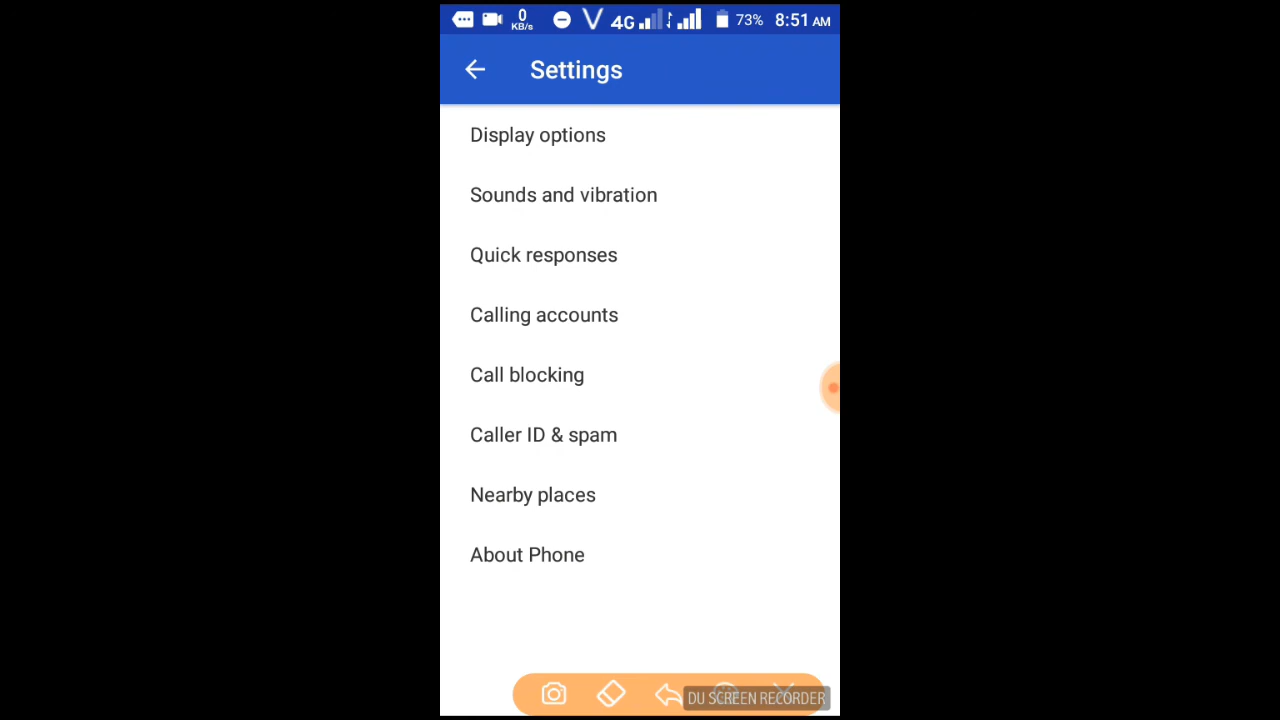 0 KB/s 4G 73% 8:51 AM
Settings
Display options
Sounds and vibration
Quick responses
Calling accounts
Call blocking
Caller ID & spam
Nearby places
About Phone
DU SCREEN RECORDER